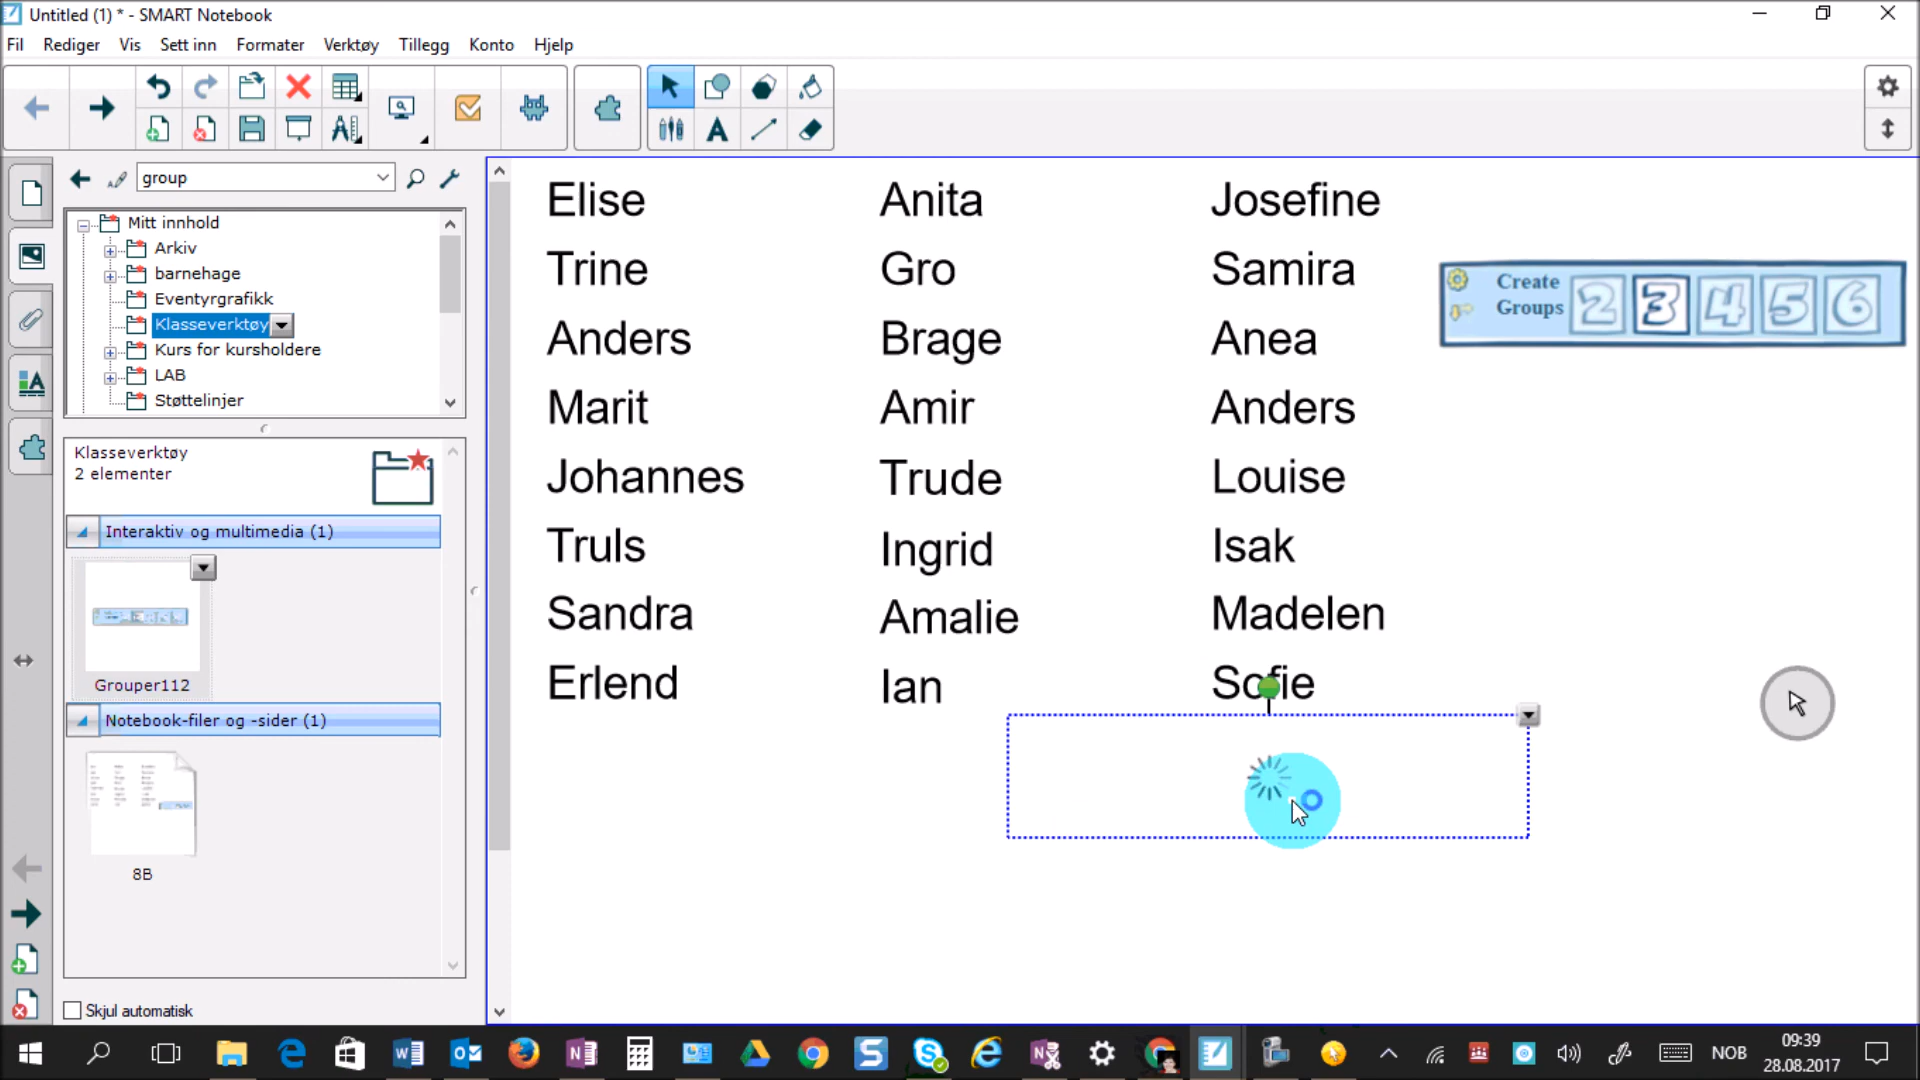 Untitled (1) * - SMART Notebook
Fil Rediger Vis Sett inn Formater Verktøy Tillegg Konto Hjelp
group
Mitt innhold
Arkiv
barnehage
Eventyrgrafikk
Klasseverktøy
Kurs for kursholdere
LAB
Støttelinjer
Klasseverktøy
2 elementer
Interaktiv og multimedia (1)
Grouper112
Notebook-filer og -sider (1)
8B
Skjul automatisk
Elise Anita Josefine
Trine Gro Samira
Anders Brage Anea
Marit Amir Anders
Johannes Trude Louise
Truls Ingrid Isak
Sandra Amalie Madelen
Erlend Ian Sofie
Create
Groups 2 3 4 5 6
NOB
09:39
28.08.2017